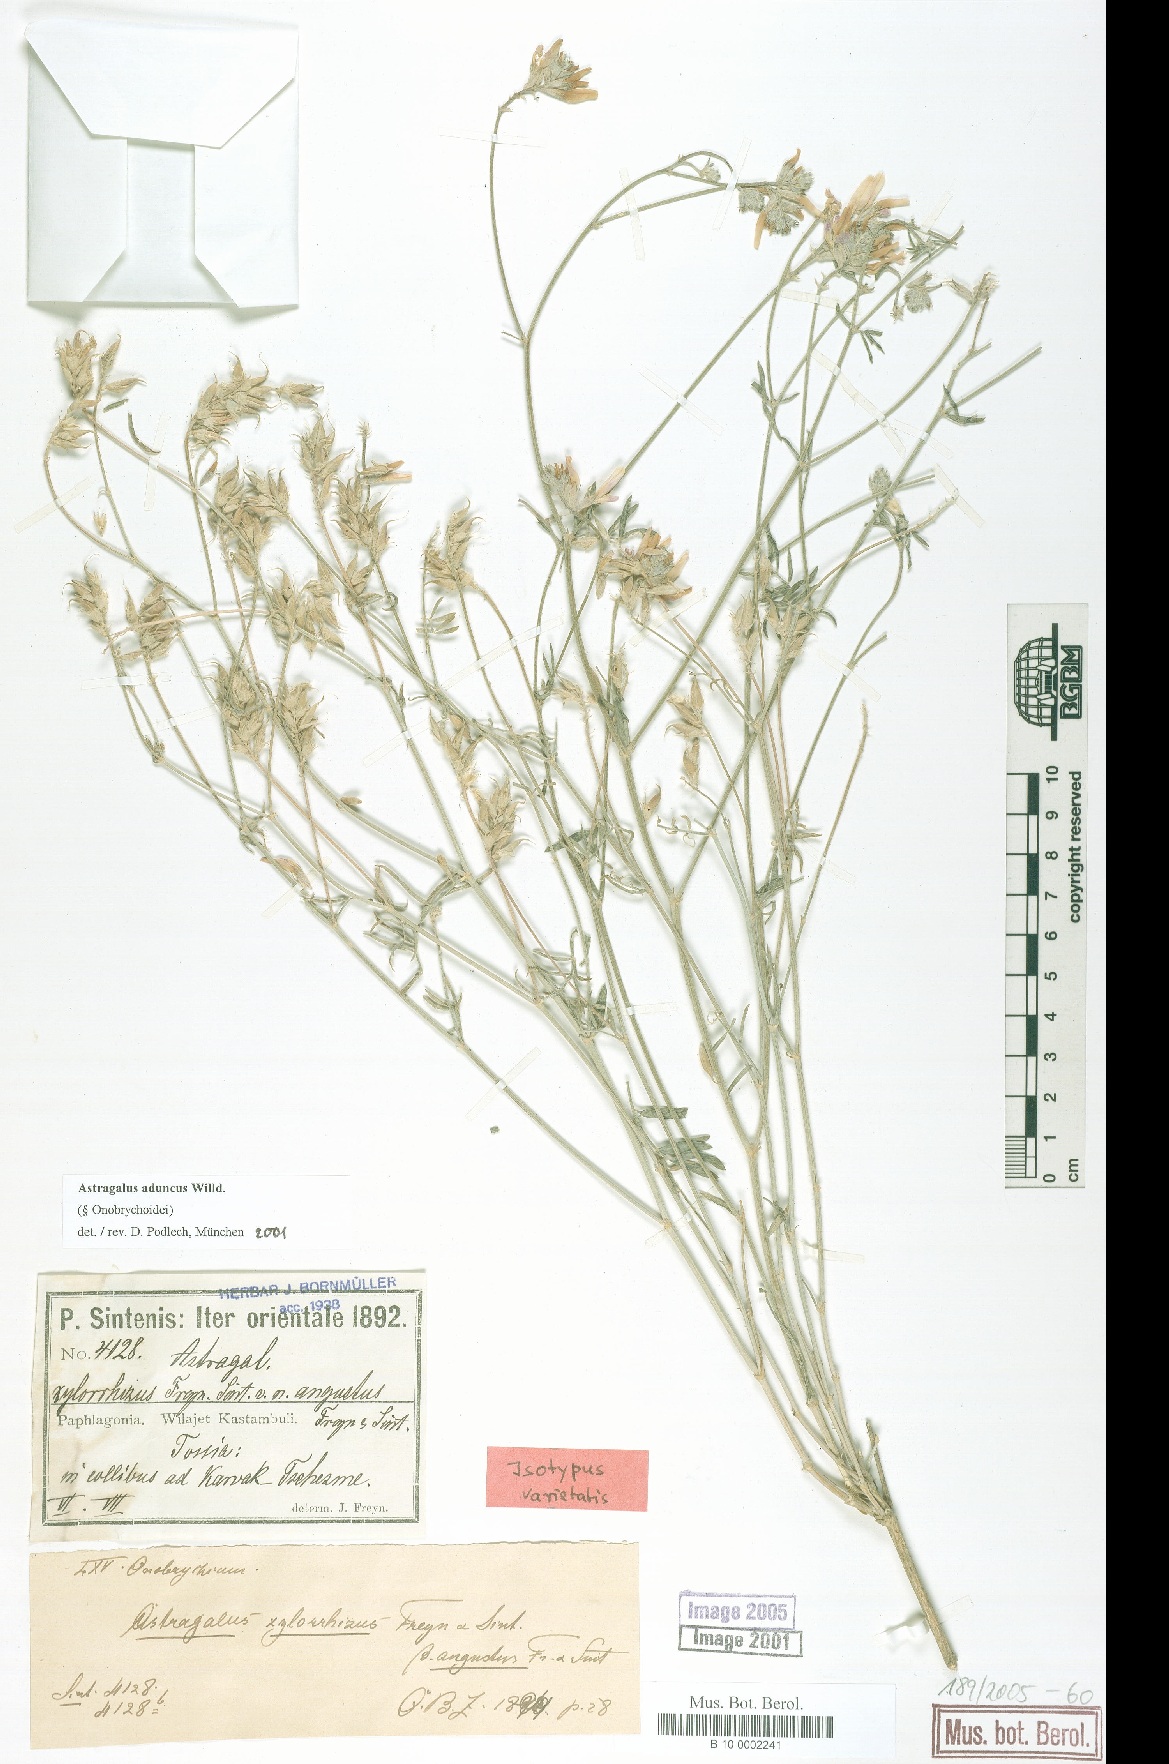 BGBM
copyright reserved
10
9
8
7
6
5
4
3
2
1
0
cm
Astragalus aduncus Willd.
(§ Onobrychoidei)
det. / rev. D. Podlech, München 2001
HERBAR J. BORNMÜLLER
acc. 1938
P. Sintenis: Iter orientale 1892.
No. 4128. Astragal.
xylorrhizus Freyn. Sint. v. n. angustus
Paphlagonia. Wilajet Kastambuli. Freyn & Sint.
Tossia:
in collibus ad Karvak-Tschesme.
VI. VIII
determ. J. Freyn.
Isotypus
varietatis
LXV. Onobrychium.
Astragalus xylorrhizus Freyn & Sint.
β. angustus Fr. & Sint
Sint. 4128.
4128 b
Ö.B.Z. 1894. p. 28
Image 2005
Image 2001
Mus. Bot. Berol.
B 10 0002241
189/2005 - 60
Mus. bot. Berol.